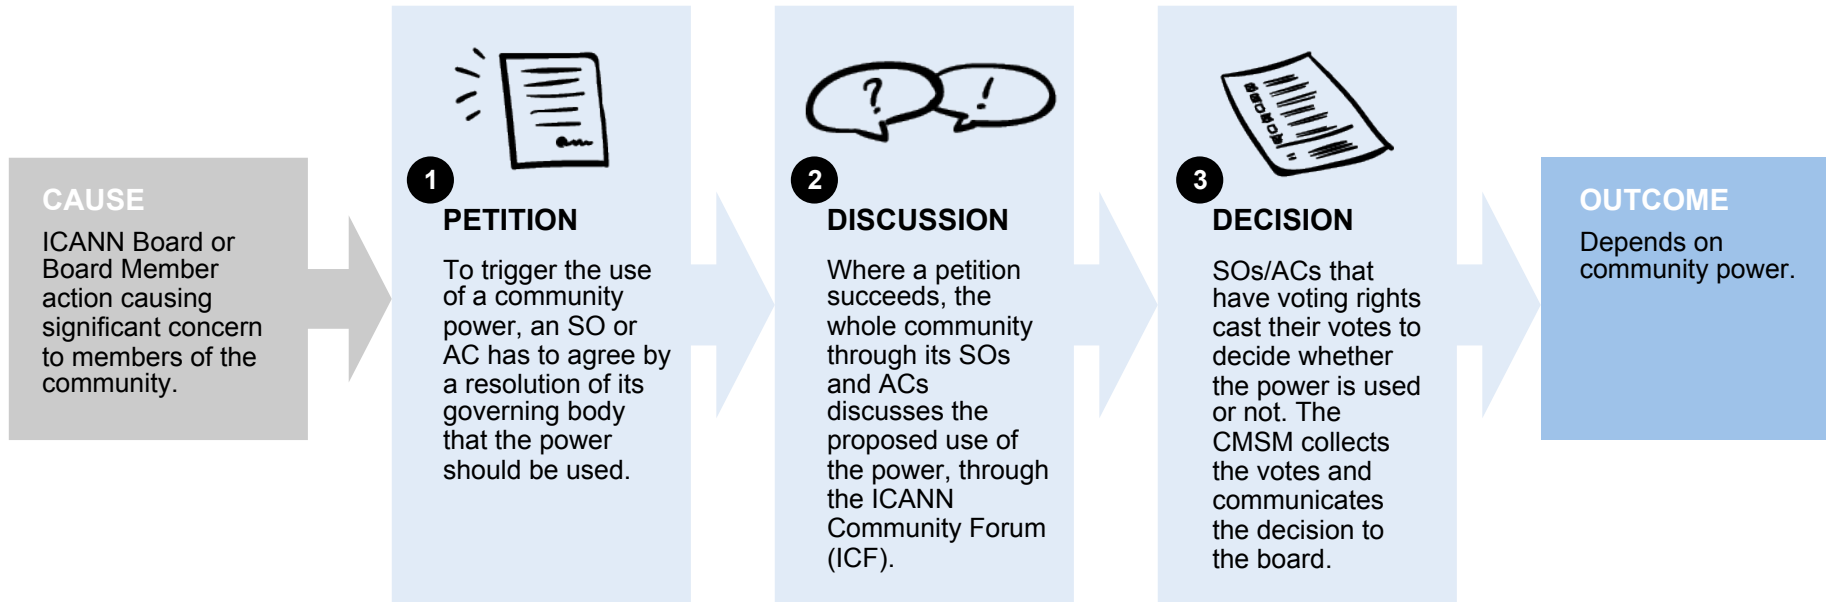 CAUSE
ICANN Board or
Board Member
action causing
significant concern
to members of the
community.
1
PETITION
To trigger the use
of a community
power, an SO or
AC has to agree by
a resolution of its
governing body
that the power
should be used.
?
!
2
DISCUSSION
Where a petition
succeeds, the
whole community
through its SOs
and ACs
discusses the
proposed use of
the power, through
the ICANN
Community Forum
(ICF).
3
DECISION
SOs/ACs that
have voting rights
cast their votes to
decide whether
the power is used
or not. The
CMSM collects
the votes and
communicates
the decision to
the board.
OUTCOME
Depends on
community power.